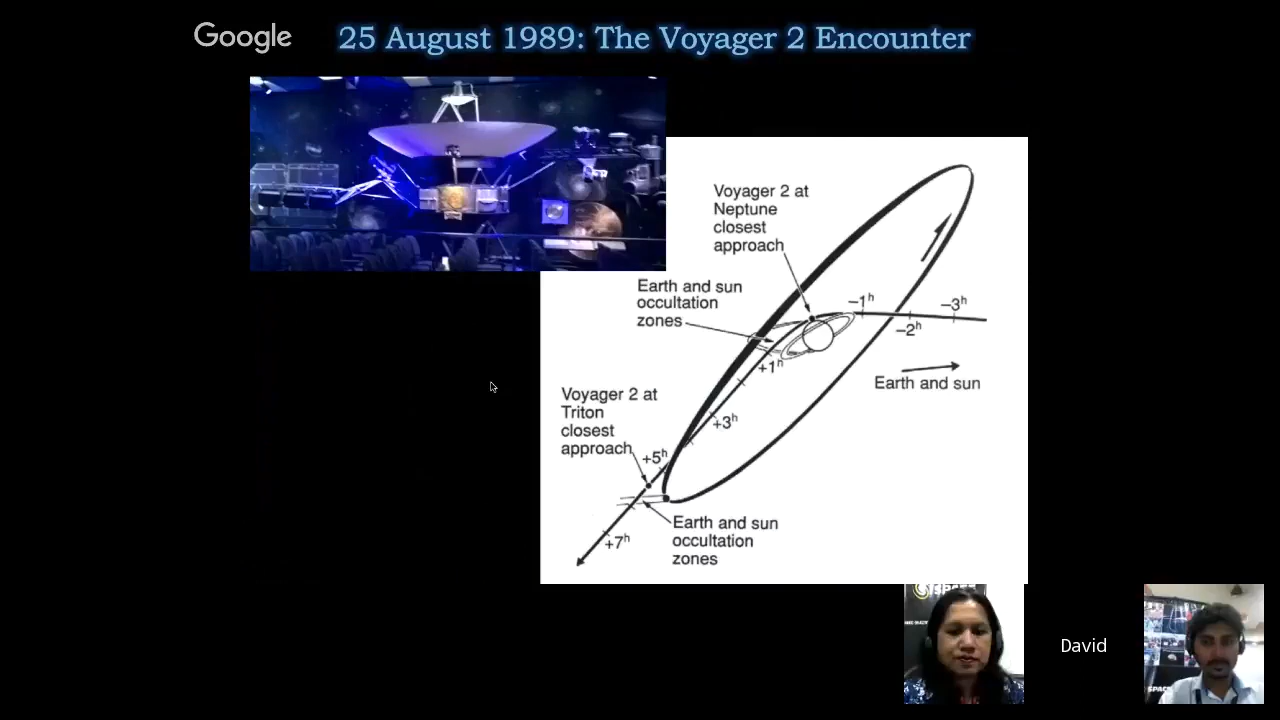 Google
25 August 1989: The Voyager 2 Encounter
Voyager 2 at
Neptune
closest
approach
Earth and sun
occultation
zones
−1ʰ
−3ʰ
−2ʰ
+1ʰ
Earth and sun
Voyager 2 at
Triton
closest
approach
+3ʰ
+5ʰ
Earth and sun
occultation
zones
+7ʰ
SPACE
David
SPACE